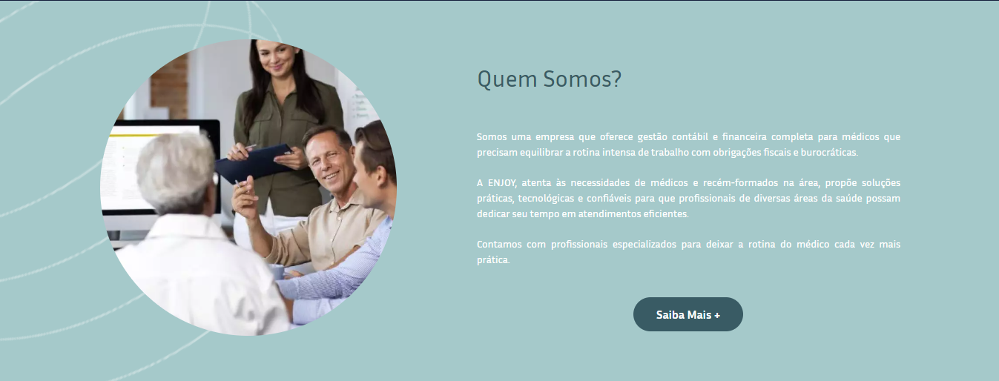 Quem Somos?
Somos uma empresa que oferece gestão contábil e financeira completa para médicos que
precisam equilibrar a rotina intensa de trabalho com obrigações fiscais e burocráticas.
A ENJOY, atenta às necessidades de médicos e recém-formados na área, propõe soluções
práticas, tecnológicas e confiáveis para que profissionais de diversas áreas da saúde possam
dedicar seu tempo em atendimentos eficientes.
Contamos com profissionais especializados para deixar a rotina do médico cada vez mais
prática.
Saiba Mais +